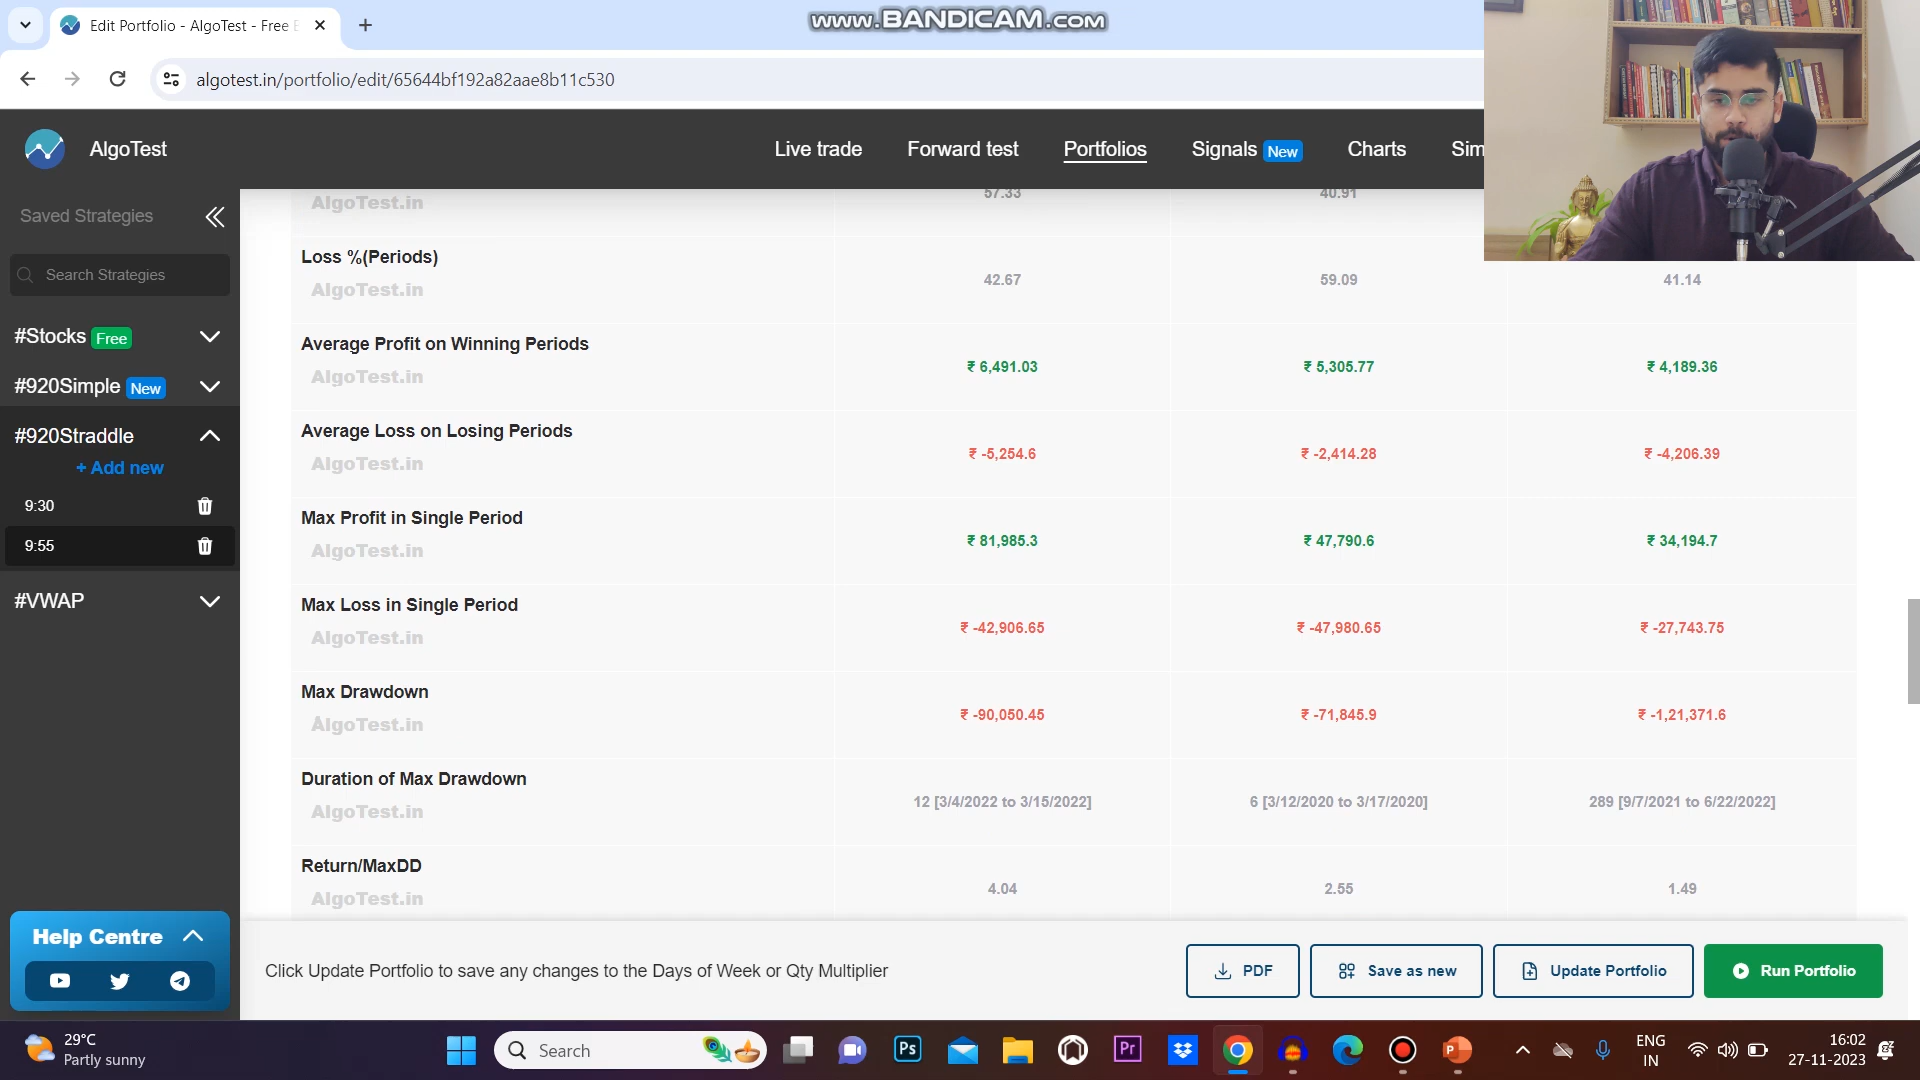 Edit Portfolio - AlgoTest - Free
www.BANDICAM.com
algotest.in/portfolio/edit/65644bf192a82aae8b11c530
AlgoTest
Live trade
Forward test
Portfolios
Signals New
Charts
Sim
Saved Strategies
Search Strategies
#Stocks Free
#920Simple New
#920Straddle
+ Add new
9:30
9:55
#VWAP
AlgoTest.in
57.33
40.91
Loss %(Periods)
AlgoTest.in
42.67
59.09
41.14
Average Profit on Winning Periods
AlgoTest.in
₹ 6,491.03
₹ 5,305.77
₹ 4,189.36
Average Loss on Losing Periods
AlgoTest.in
₹ -5,254.6
₹ -2,414.28
₹ -4,206.39
Max Profit in Single Period
AlgoTest.in
₹ 81,985.3
₹ 47,790.6
₹ 34,194.7
Max Loss in Single Period
AlgoTest.in
₹ -42,906.65
₹ -47,980.65
₹ -27,743.75
Max Drawdown
AlgoTest.in
₹ -90,050.45
₹ -71,845.9
₹ -1,21,371.6
Duration of Max Drawdown
AlgoTest.in
12 [3/4/2022 to 3/15/2022]
6 [3/12/2020 to 3/17/2020]
289 [9/7/2021 to 6/22/2022]
Return/MaxDD
AlgoTest.in
4.04
2.55
1.49
Help Centre
Click Update Portfolio to save any changes to the Days of Week or Qty Multiplier
PDF
Save as new
Update Portfolio
Run Portfolio
29°C
Partly sunny
Search
Ps
Pr
P
ENG
IN
16:02
27-11-2023